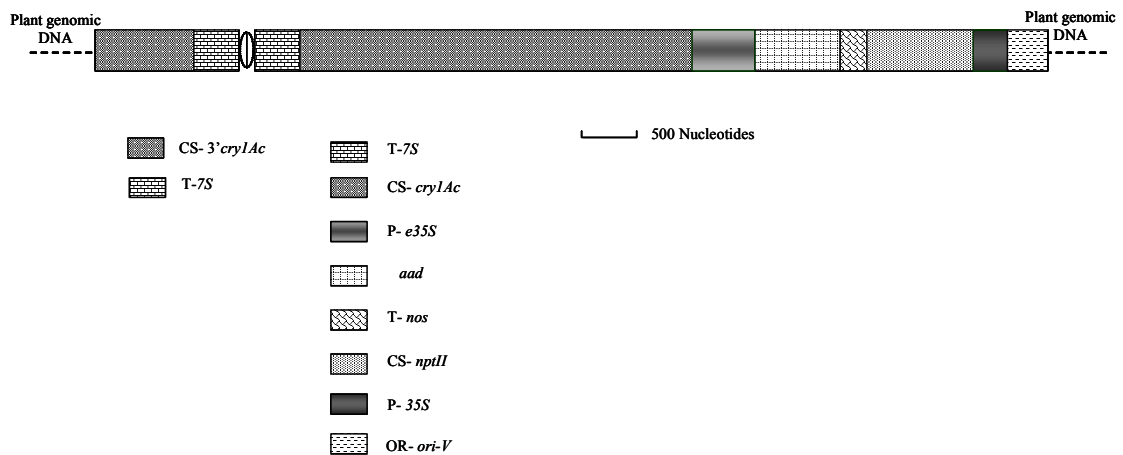 Plant genomic
DNA
Plant genomic
DNA
500 Nucleotides
CS- 3’cry1Ac
T-7S
T-7S
CS- cry1Ac
P- e35S
aad
T- nos
CS- nptII
P- 35S
OR- ori-V